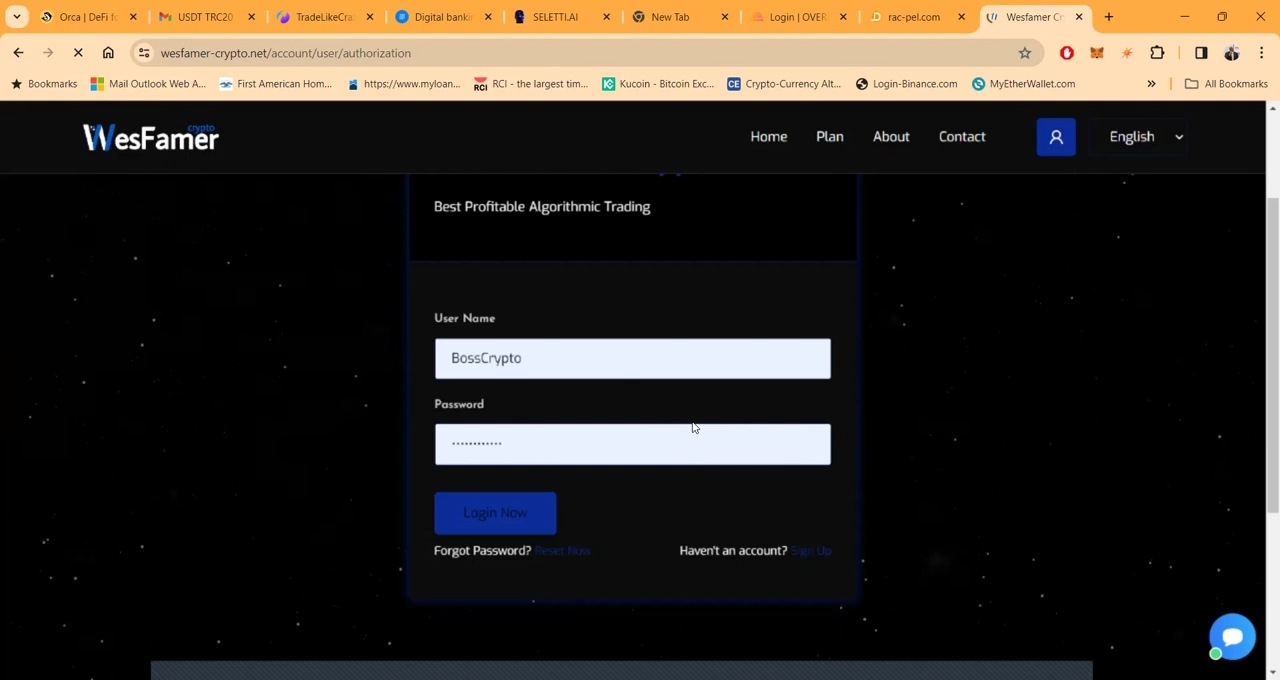 Orca | DeFi fo
USDT TRC20
TradeLikeCra
Digital banki
SELETTI.AI
New Tab
Login | OVER
rac-pel.com
Wesfamer Cr
wesfamer-crypto.net/account/user/authorization
Bookmarks
Mail Outlook Web A...
First American Hom...
https://www.myloan...
RCI - the largest tim...
Kucoin - Bitcoin Exc...
Crypto-Currency Alt...
Login-Binance.com
MyEtherWallet.com
All Bookmarks
WesFamer crypto
Home
Plan
About
Contact
English
Best Profitable Algorithmic Trading
User Name
BossCrypto
Password
Login Now
Forgot Password? Reset Now
Haven't an account? Sign Up